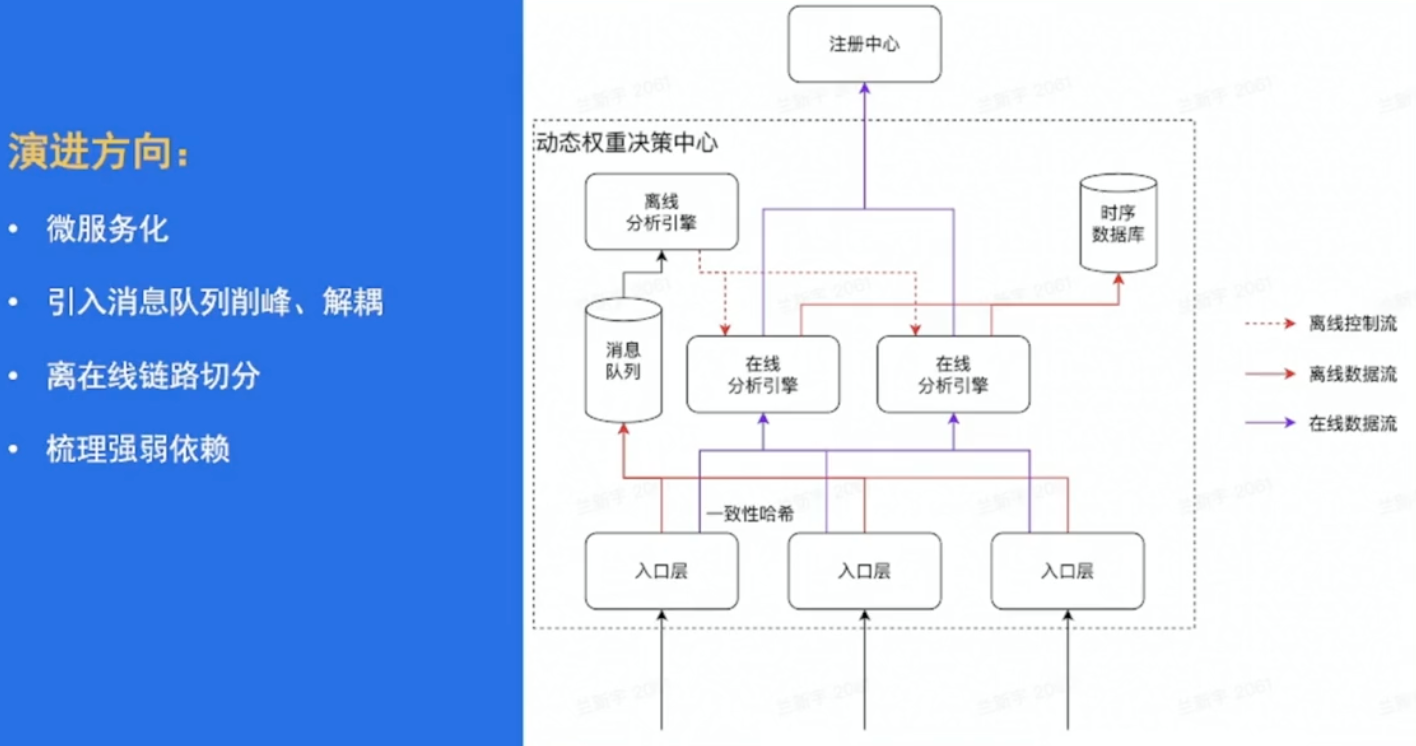 演进方向：
• 微服务化
• 引入消息队列削峰、解耦
• 离在线链路切分
• 梳理强弱依赖
注册中心
动态权重决策中心
离线
分析引擎
时序
数据库
消息
队列
在线
分析引擎
在线
分析引擎
一致性哈希
入口层
入口层
入口层
离线控制流
离线数据流
在线数据流
兰新宇 2061